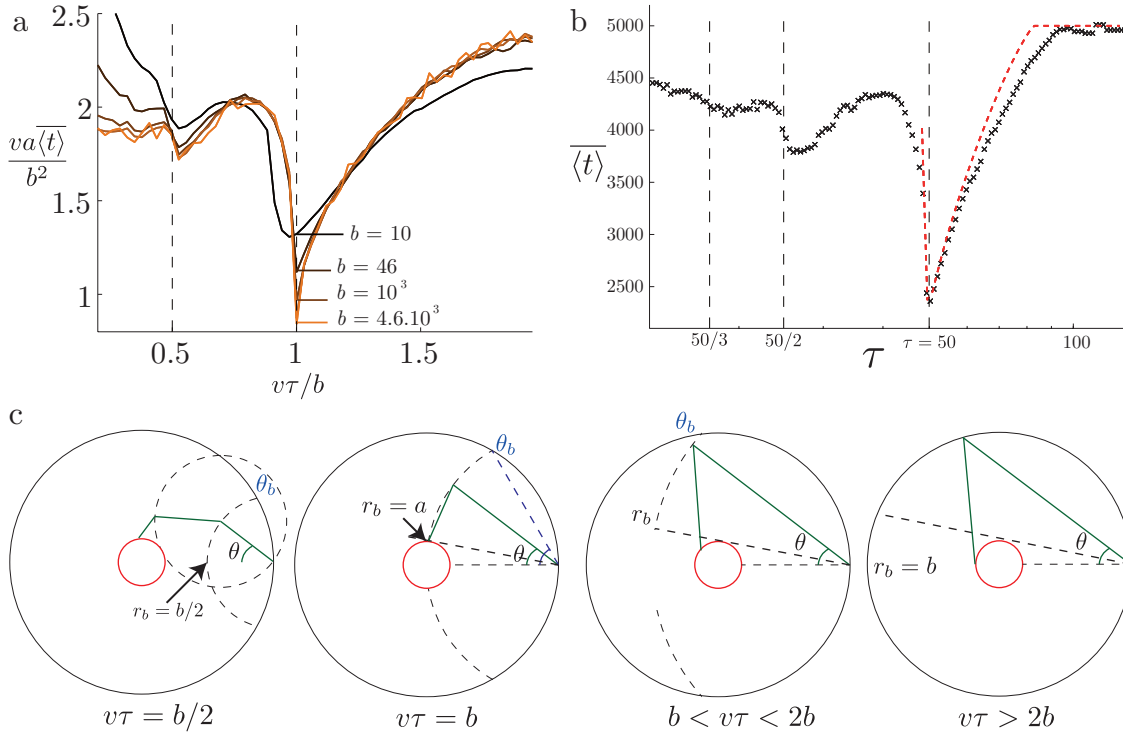 a
2.5
2
1.5
1
va⟨t⟩
b²
b = 10
b = 46
b = 10³
b = 4.6.10³
0.5
1
1.5
vτ/b
b
5000
4500
4000
3500
3000
2500
⟨t⟩
50/3
50/2
τ = 50
100
τ
c
θ_b
θ
r_b = b/2
vτ = b/2
θ_b
r_b = a
θ
vτ = b
θ_b
r_b
θ
b < vτ < 2b
θ
r_b = b
vτ > 2b